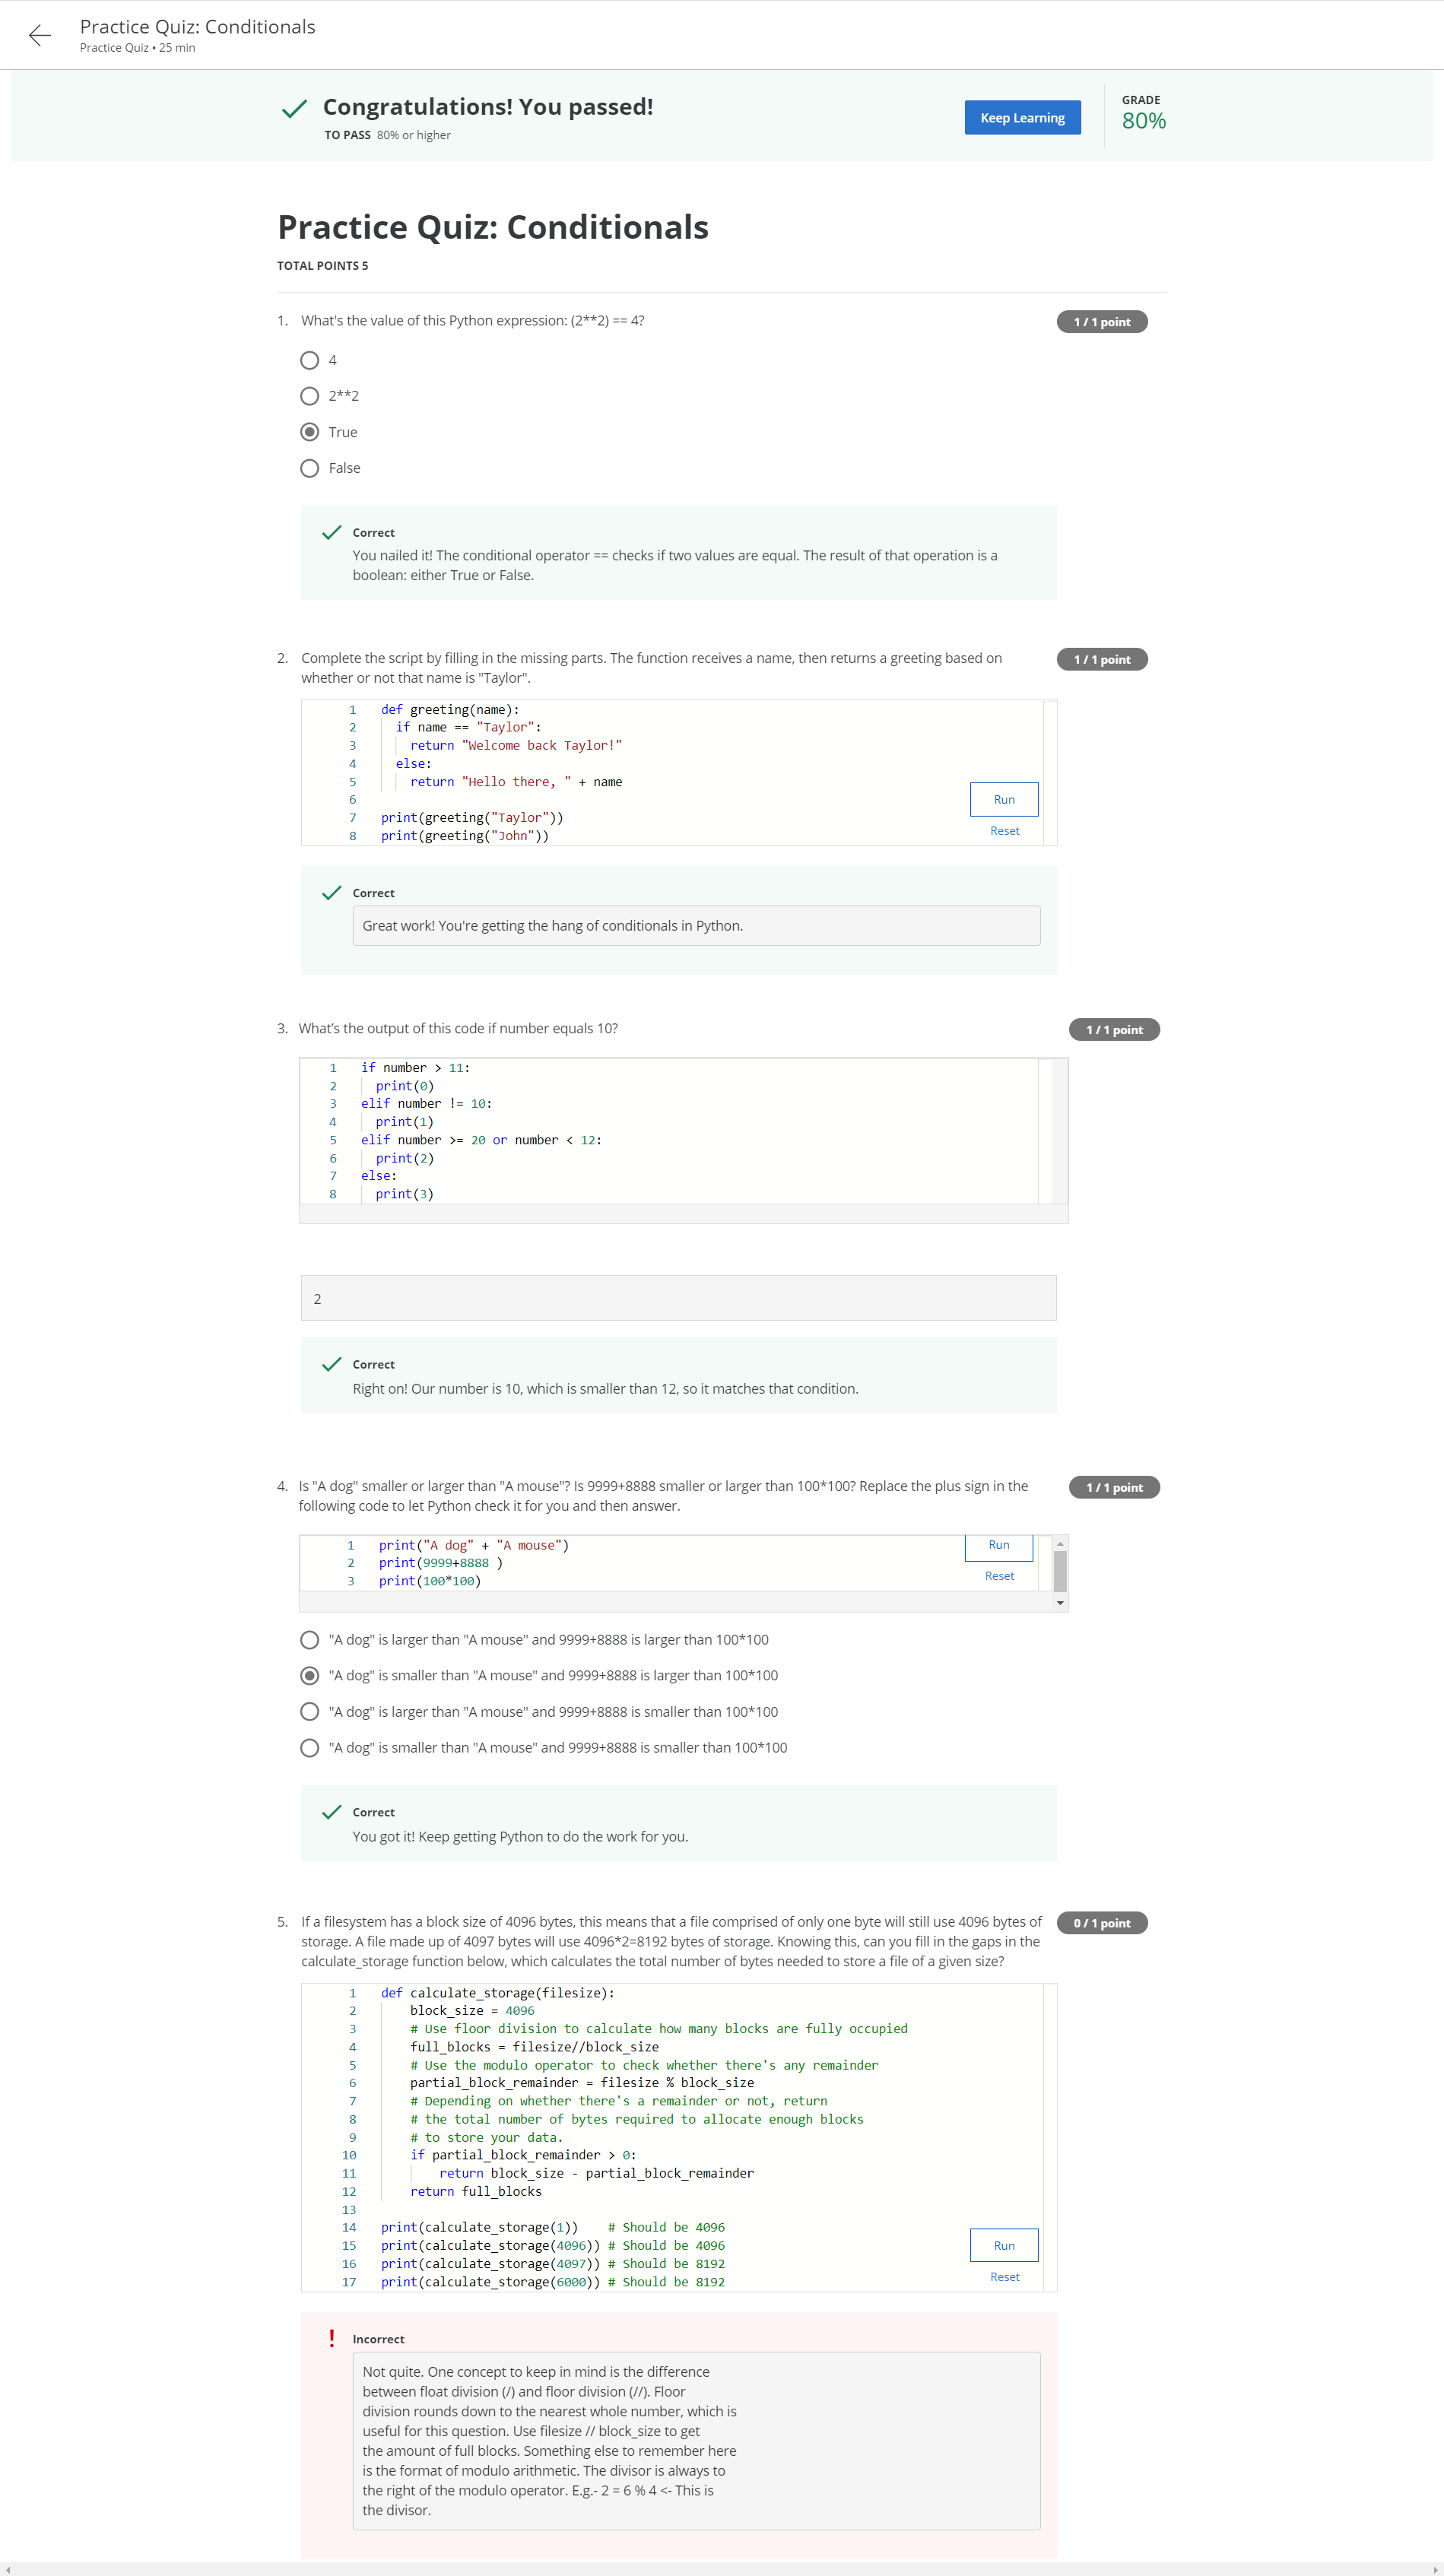 Practice Quiz: Conditionals
Practice Quiz • 25 min
Congratulations! You passed!
TO PASS 80% or higher
Keep Learning
GRADE
80%
Practice Quiz: Conditionals
TOTAL POINTS 5
1. What's the value of this Python expression: (2**2) == 4?
1 / 1 point
4
2**2
True
False
Correct
You nailed it! The conditional operator == checks if two values are equal. The result of that operation is a
boolean: either True or False.
2. Complete the script by filling in the missing parts. The function receives a name, then returns a greeting based on
whether or not that name is "Taylor".
1 / 1 point
1 def greeting(name):
2   if name == "Taylor":
3     return "Welcome back Taylor!"
4   else:
5     return "Hello there, " + name
6
7 print(greeting("Taylor"))
8 print(greeting("John"))
Run
Reset
Correct
Great work! You're getting the hang of conditionals in Python.
3. What's the output of this code if number equals 10?
1 / 1 point
1 if number > 11:
2   print(0)
3 elif number != 10:
4   print(1)
5 elif number >= 20 or number < 12:
6   print(2)
7 else:
8   print(3)
2
Correct
Right on! Our number is 10, which is smaller than 12, so it matches that condition.
4. Is "A dog" smaller or larger than "A mouse"? Is 9999+8888 smaller or larger than 100*100? Replace the plus sign in the
following code to let Python check it for you and then answer.
1 / 1 point
1 print("A dog" + "A mouse")
2 print(9999+8888 )
3 print(100*100)
Run
Reset
"A dog" is larger than "A mouse" and 9999+8888 is larger than 100*100
"A dog" is smaller than "A mouse" and 9999+8888 is larger than 100*100
"A dog" is larger than "A mouse" and 9999+8888 is smaller than 100*100
"A dog" is smaller than "A mouse" and 9999+8888 is smaller than 100*100
Correct
You got it! Keep getting Python to do the work for you.
5. If a filesystem has a block size of 4096 bytes, this means that a file comprised of only one byte will still use 4096 bytes of
storage. A file made up of 4097 bytes will use 4096*2=8192 bytes of storage. Knowing this, can you fill in the gaps in the
calculate_storage function below, which calculates the total number of bytes needed to store a file of a given size?
0 / 1 point
1 def calculate_storage(filesize):
2     block_size = 4096
3     # Use floor division to calculate how many blocks are fully occupied
4     full_blocks = filesize//block_size
5     # Use the modulo operator to check whether there's any remainder
6     partial_block_remainder = filesize % block_size
7     # Depending on whether there's a remainder or not, return
8     # the total number of bytes required to allocate enough blocks
9     # to store your data.
10     if partial_block_remainder > 0:
11         return block_size - partial_block_remainder
12     return full_blocks
13
14 print(calculate_storage(1))    # Should be 4096
15 print(calculate_storage(4096)) # Should be 4096
16 print(calculate_storage(4097)) # Should be 8192
17 print(calculate_storage(6000)) # Should be 8192
Run
Reset
Incorrect
Not quite. One concept to keep in mind is the difference
between float division (/) and floor division (//). Floor
division rounds down to the nearest whole number, which is
useful for this question. Use filesize // block_size to get
the amount of full blocks. Something else to remember here
is the format of modulo arithmetic. The divisor is always to
the right of the modulo operator. E.g.- 2 = 6 % 4 <- This is
the divisor.